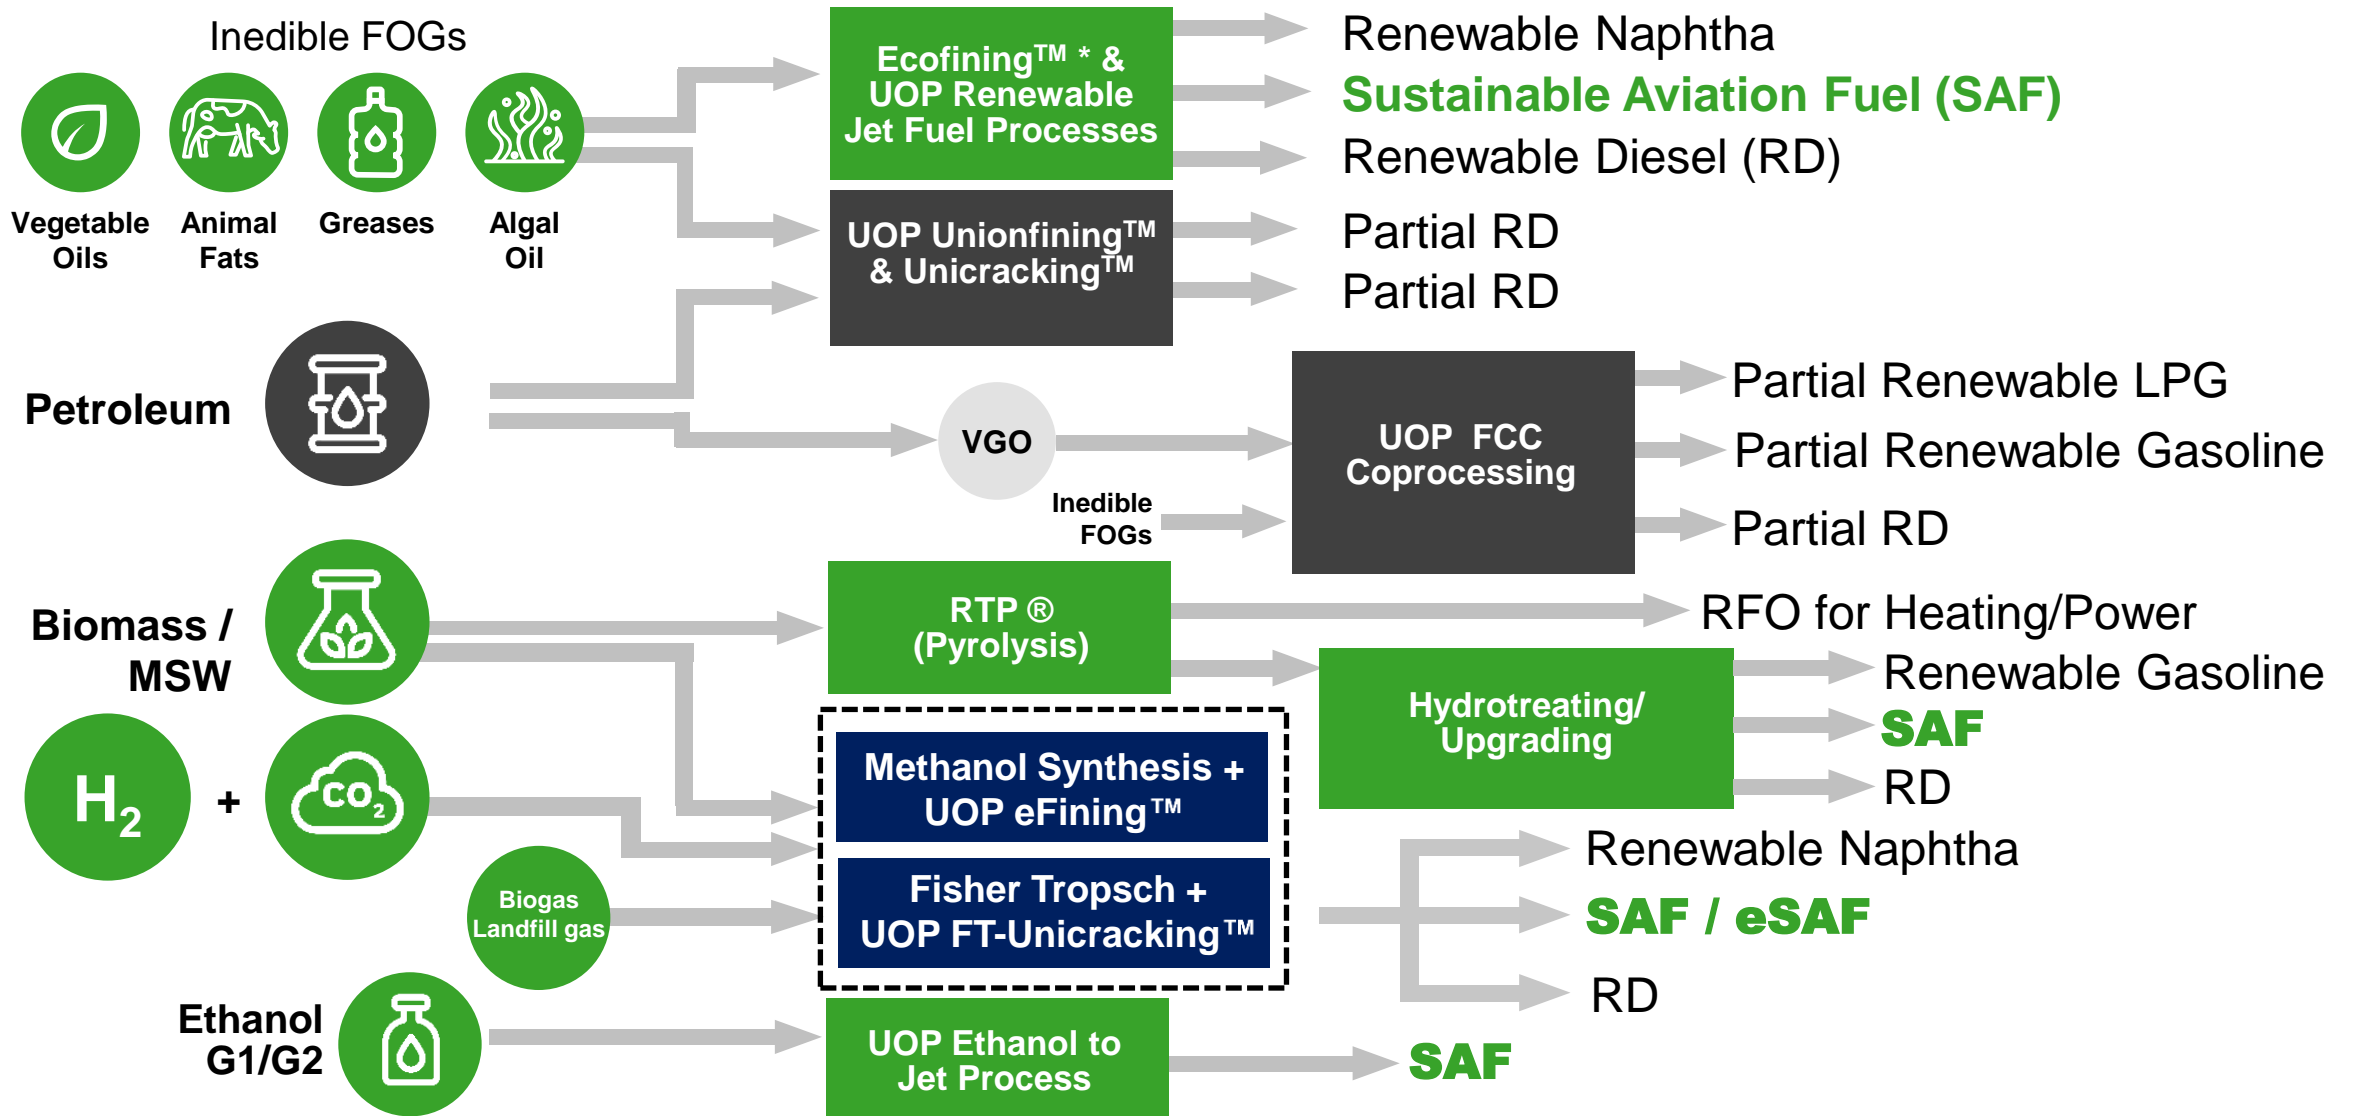 Inedible FOGs
Vegetable
Oils
Animal
Fats
Greases
Algal
Oil
Ecofining™ * &
UOP Renewable
Jet Fuel Processes
Renewable Naphtha
Sustainable Aviation Fuel (SAF)
Renewable Diesel (RD)
UOP Unionfining™
& Unicracking™
Partial RD
Partial RD
Petroleum
VGO
Inedible
FOGs
UOP FCC
Coprocessing
Partial Renewable LPG
Partial Renewable Gasoline
Partial RD
Biomass /
MSW
RTP ®
(Pyrolysis)
RFO for Heating/Power
Hydrotreating/
Upgrading
Renewable Gasoline
SAF
RD
H₂
+
CO₂
Biogas
Landfill gas
Methanol Synthesis +
UOP eFining™
Fisher Tropsch +
UOP FT-Unicracking™
Renewable Naphtha
SAF / eSAF
RD
Ethanol
G1/G2
UOP Ethanol to
Jet Process
SAF